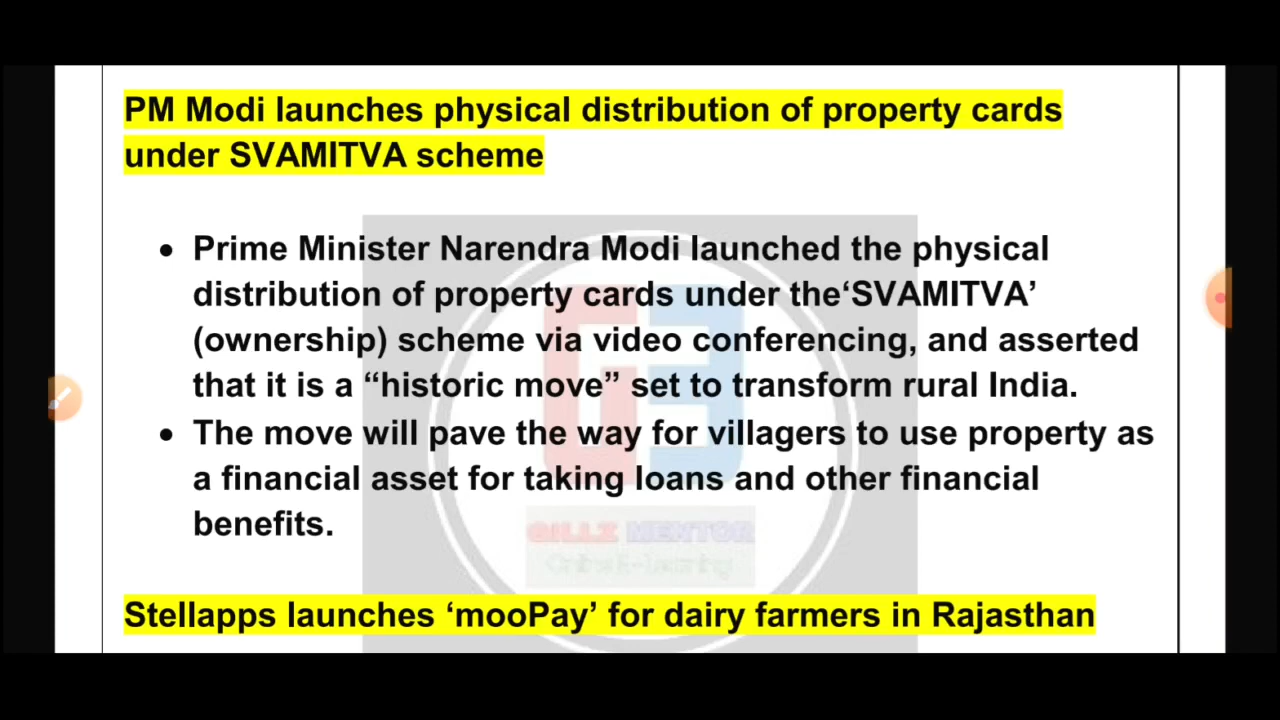 PM Modi launches physical distribution of property cards
under SVAMITVA scheme
• Prime Minister Narendra Modi launched the physical
distribution of property cards under the‘SVAMITVA’
(ownership) scheme via video conferencing, and asserted
that it is a “historic move” set to transform rural India.
• The move will pave the way for villagers to use property as
a financial asset for taking loans and other financial
benefits.
GILLZ MENTOR
Stellapps launches ‘mooPay’ for dairy farmers in Rajasthan